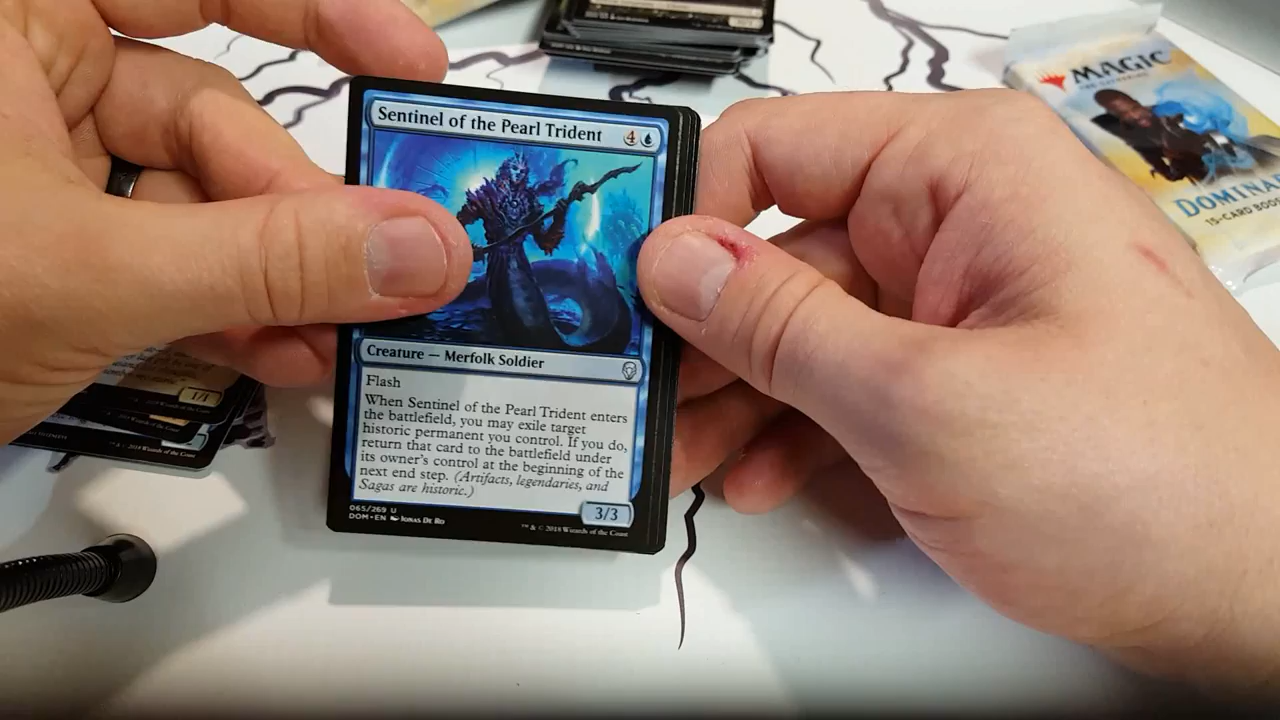 Sentinel of the Pearl Trident 4
Creature — Merfolk Soldier
Flash
When Sentinel of the Pearl Trident enters
the battlefield, you may exile target
historic permanent you control. If you do,
return that card to the battlefield under
its owner's control at the beginning of the
next end step. (Artifacts, legendaries, and
Sagas are historic.)
3/3
065/269 U
DOM • EN Jonas De Ro
™ & © 2018 Wizards of the Coast
MAGIC
THE GATHERING
DOMINA
15-CARD BOOS
1/1